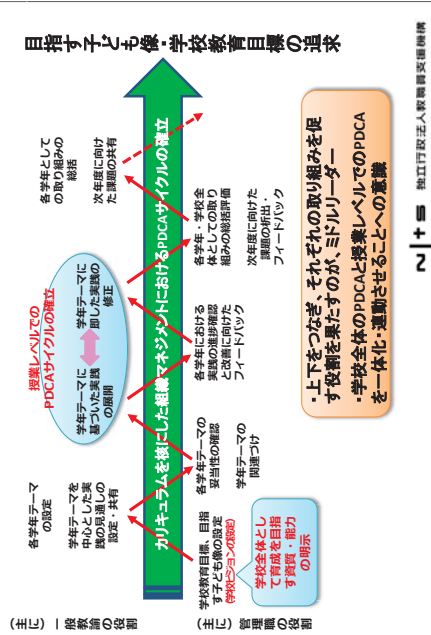 目指す子ども像・学校教育目標の追求
(主に) 一般教諭の役割
各学年テーマ
の設定
学年テーマを
中心とした実
践の見通しの
設定・共有
授業レベルでの
PDCAサイクルの確立
学年テーマに
基づいた実践
の展開
学年テーマに
即した実践の
修正
各学年として
の取り組みの
総括
次年度に向け
た課題の共有
カリキュラムを核にした組織マネジメントにおけるPDCAサイクルの確立
(主に) 管理職の役割
学校教育目標、目指
す子ども像の設定
(学校ビジョンの設定)
学校全体とし
て育成を目指
す資質・能力
の明示
各学年テーマの
妥当性の確認
学年テーマの
関連づけ
各学年における
実践の進捗確認
と改善に向けた
フィードバック
各学年・学校全
体としての取り
組みの総括評価
次年度に向けた
課題の析出・
フィードバック
・上下をつなぎ、それぞれの取り組みを促
す役割を果たすのが、ミドルリーダー
・学校全体のPDCAと授業レベルでのPDCA
を一体化・連動させることへの意識
NITS 独立行政法人教職員支援機構